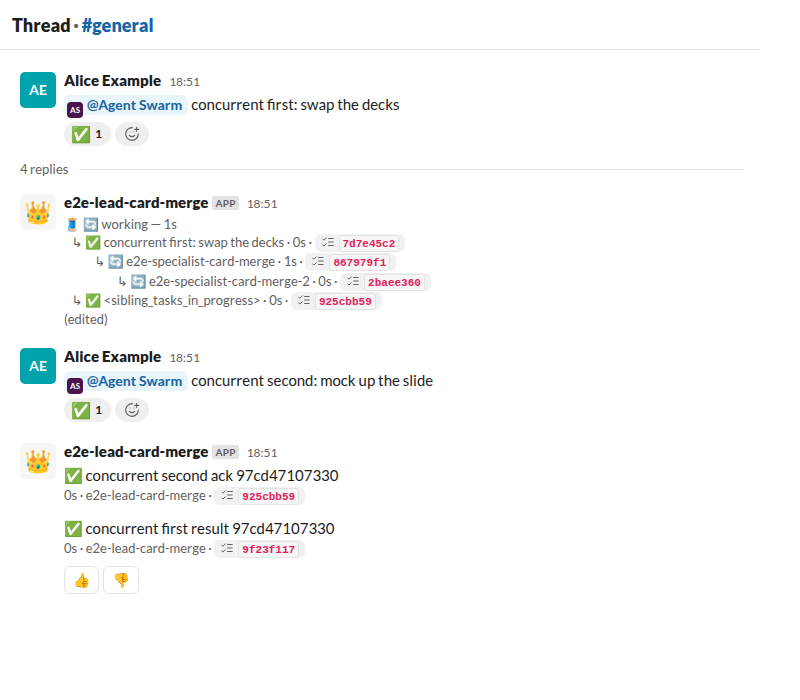 Thread • #general
AE
Alice Example 18:51
AS @Agent Swarm concurrent first: swap the decks
✅ 1
4 replies
e2e-lead-card-merge APP 18:51
🧵 🔄 working — 1s
↳ ✅ concurrent first: swap the decks · 0s · 7d7e45c2
↳ 🔄 e2e-specialist-card-merge · 1s · 867979f1
↳ 🔄 e2e-specialist-card-merge-2 · 0s · 2baee360
↳ ✅ <sibling_tasks_in_progress> · 0s · 925cbb59
(edited)
AE
Alice Example 18:51
AS @Agent Swarm concurrent second: mock up the slide
✅ 1
e2e-lead-card-merge APP 18:51
✅ concurrent second ack 97cd47107330
0s · e2e-lead-card-merge · 925cbb59
✅ concurrent first result 97cd47107330
0s · e2e-lead-card-merge · 9f23f117